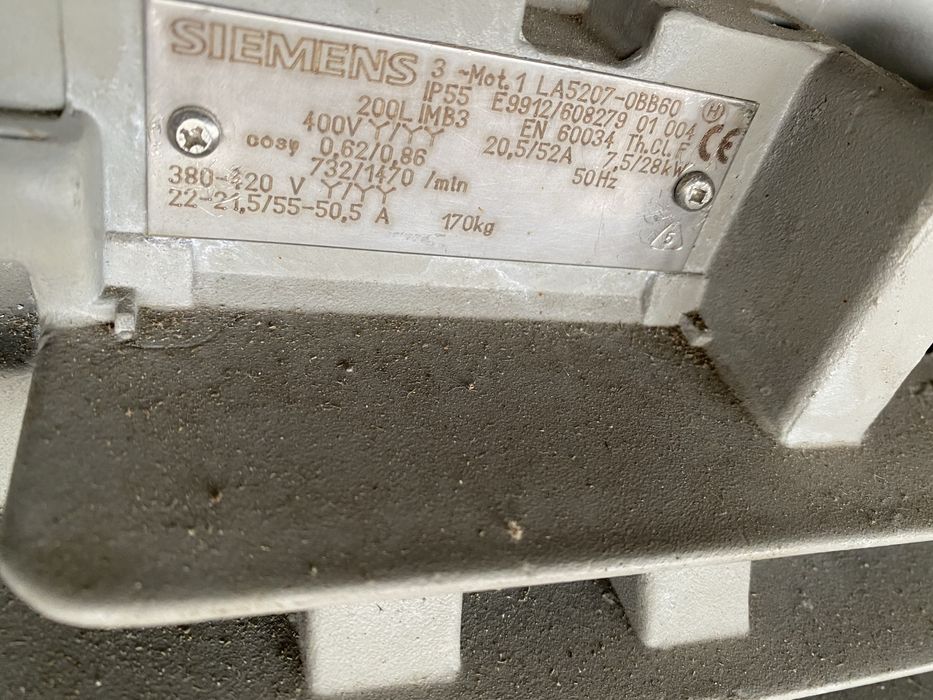 SIEMENS
3 ~Mot. 1 LA5207-0BB60 (H)
IP55 E9912/608279 01 004 CE
200L IMB3 EN 60034 Th.Cl. F
400V Y/YY 20,5/52A 7,5/28kW
cosφ 0,62/0,86 50Hz
732/1470 /min
380-420 V Y/YY
22-21,5/55-50,5 A 170kg
5